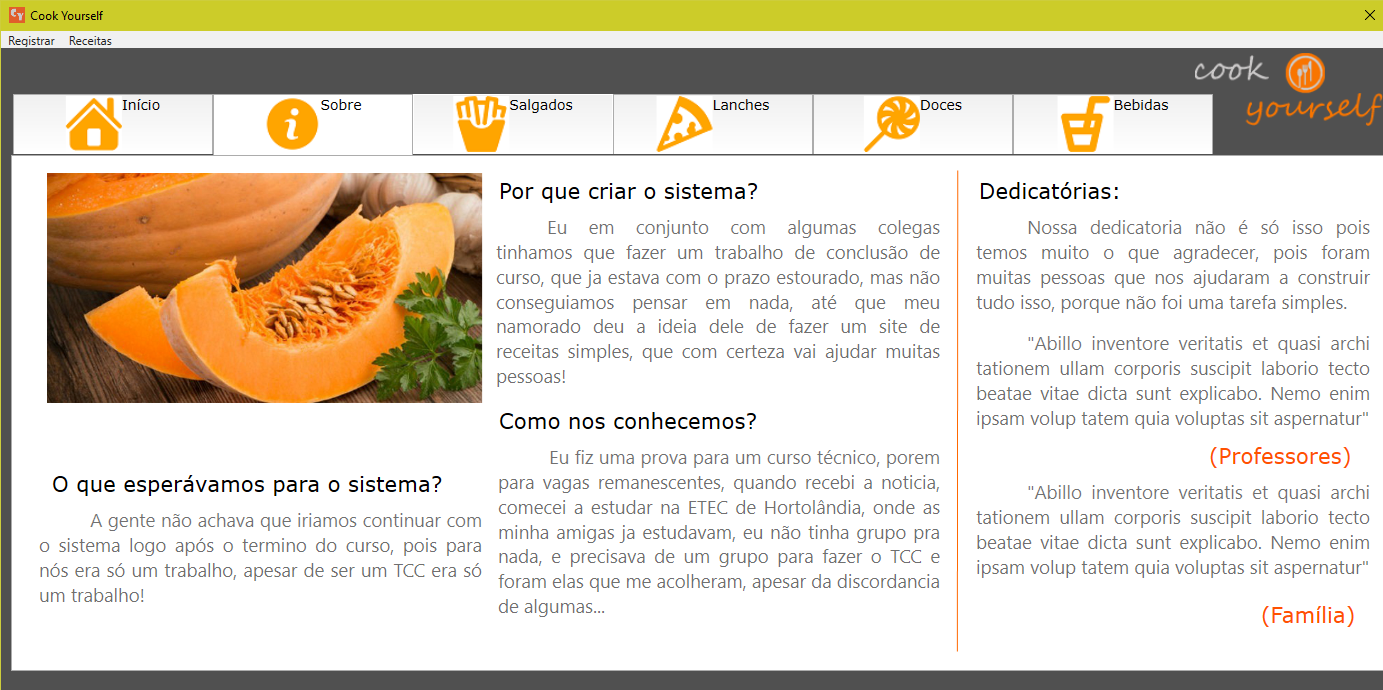 Cook Yourself
Registrar Receitas
cook
yourself
Início
Sobre
Salgados
Lanches
Doces
Bebidas
O que esperávamos para o sistema?
A gente não achava que iriamos continuar com
o sistema logo após o termino do curso, pois para
nós era só um trabalho, apesar de ser um TCC era só
um trabalho!
Por que criar o sistema?
Eu em conjunto com algumas colegas
tinhamos que fazer um trabalho de conclusão de
curso, que ja estava com o prazo estourado, mas não
conseguiamos pensar em nada, até que meu
namorado deu a ideia dele de fazer um site de
receitas simples, que com certeza vai ajudar muitas
pessoas!
Como nos conhecemos?
Eu fiz uma prova para um curso técnico, porem
para vagas remanescentes, quando recebi a noticia,
comecei a estudar na ETEC de Hortolândia, onde as
minha amigas ja estudavam, eu não tinha grupo pra
nada, e precisava de um grupo para fazer o TCC e
foram elas que me acolheram, apesar da discordancia
de algumas...
Dedicatórias:
Nossa dedicatoria não é só isso pois
temos muito o que agradecer, pois foram
muitas pessoas que nos ajudaram a construir
tudo isso, porque não foi uma tarefa simples.
"Abillo inventore veritatis et quasi archi
tationem ullam corporis suscipit laborio tecto
beatae vitae dicta sunt explicabo. Nemo enim
ipsam volup tatem quia voluptas sit aspernatur"
(Professores)
"Abillo inventore veritatis et quasi archi
tationem ullam corporis suscipit laborio tecto
beatae vitae dicta sunt explicabo. Nemo enim
ipsam volup tatem quia voluptas sit aspernatur"
(Família)